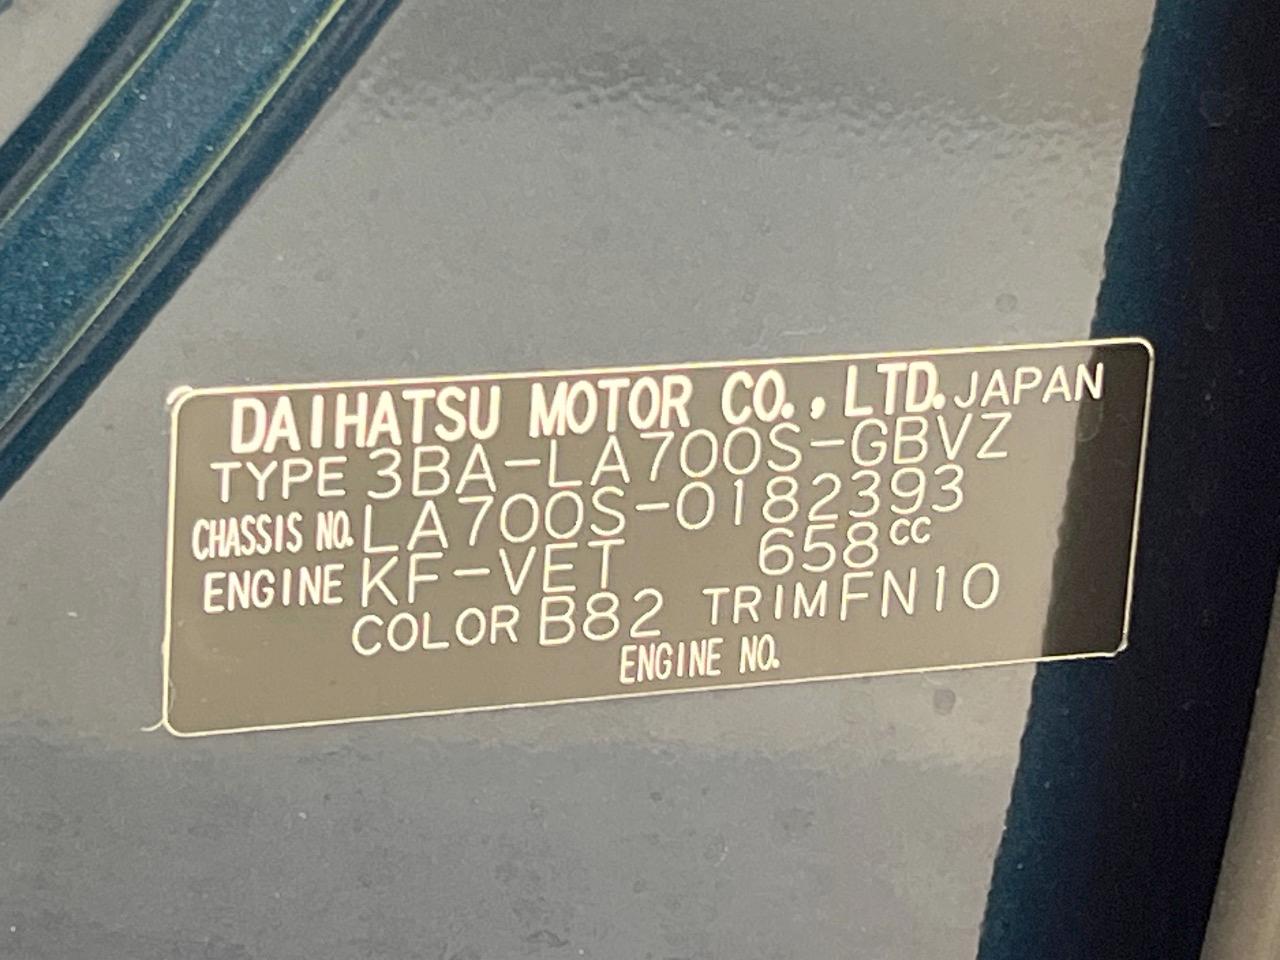 DAIHATSU MOTOR CO., LTD. JAPAN
TYPE 3BA-LA700S-GBVZ
CHASSIS NO. LA700S-0182393
ENGINE KF-VET 658cc
COLOR B82 TRIM FN10
ENGINE NO.